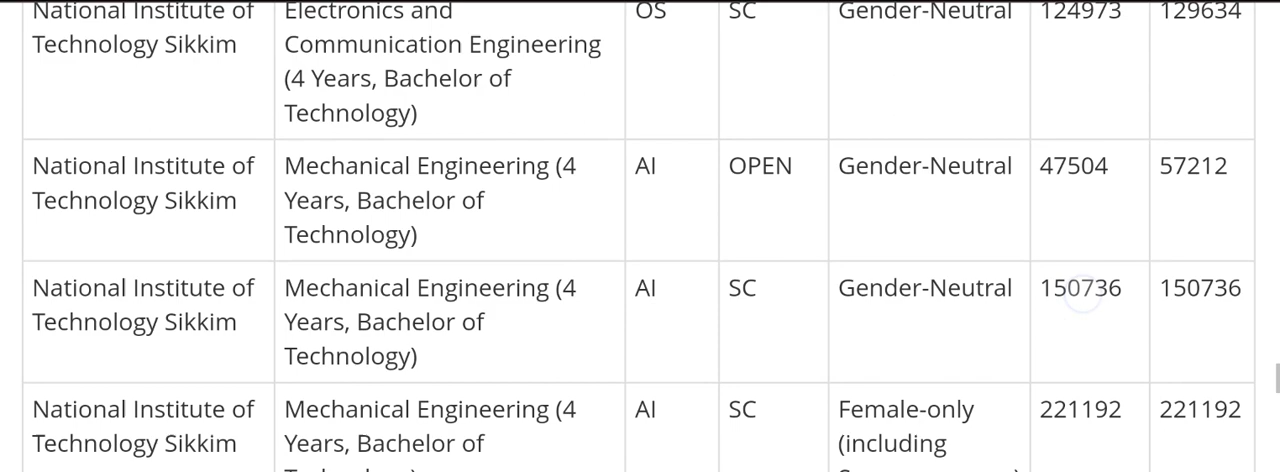 National Institute of Electronics and OS SC Gender-Neutral 124973 129634
Technology Sikkim Communication Engineering
(4 Years, Bachelor of
Technology)
National Institute of Mechanical Engineering (4 AI OPEN Gender-Neutral 47504 57212
Technology Sikkim Years, Bachelor of
Technology)
National Institute of Mechanical Engineering (4 AI SC Gender-Neutral 150736 150736
Technology Sikkim Years, Bachelor of
Technology)
National Institute of Mechanical Engineering (4 AI SC Female-only 221192 221192
Technology Sikkim Years, Bachelor of (including